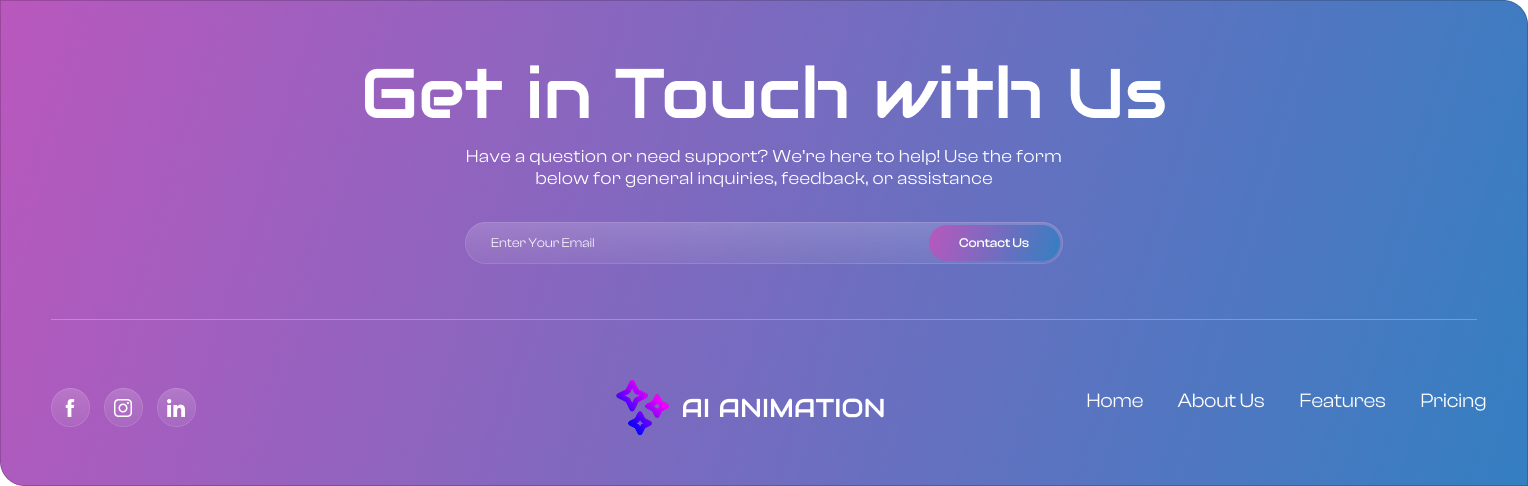 Get in Touch with Us
Have a question or need support? We're here to help! Use the form
below for general inquiries, feedback, or assistance
Enter Your Email
Contact Us
AI ANIMATION
Home
About Us
Features
Pricing